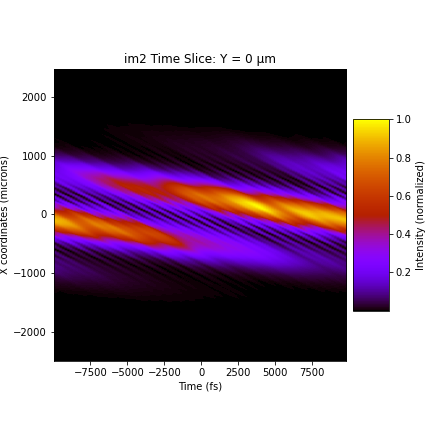 im2 Time Slice: Y = 0 µm
X coordinates (microns)
2000
1000
0
−1000
−2000
−7500 −5000 −2500 0 2500 5000 7500
Time (fs)
1.0
0.8
0.6
0.4
0.2
Intensity (normalized)